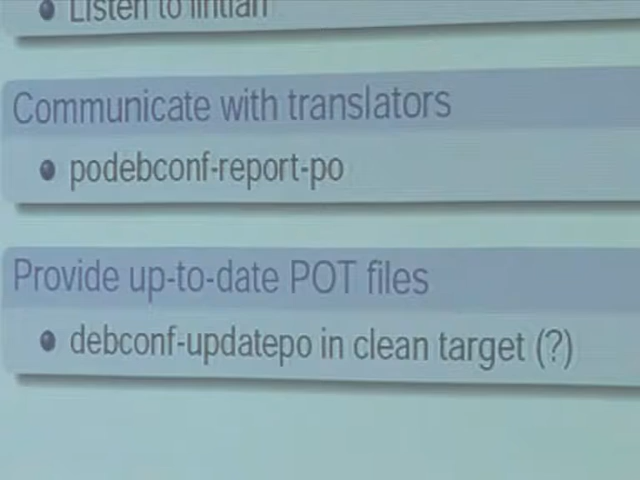 Listen to lintian
Communicate with translators
podebconf-report-po
Provide up-to-date POT files
debconf-updatepo in clean target (?)